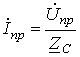 İ_пр = U̇_пр / Z_C